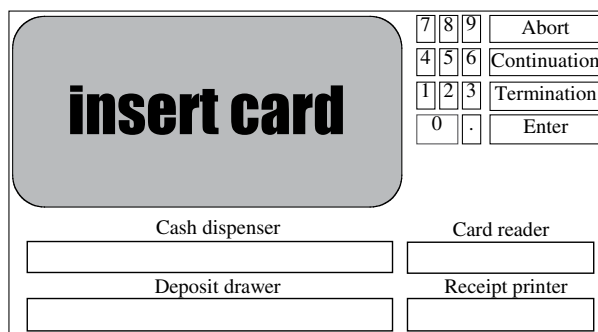 insert card
7 8 9 Abort
4 5 6 Continuation
1 2 3 Termination
0 . Enter
Cash dispenser Card reader
Deposit drawer Receipt printer